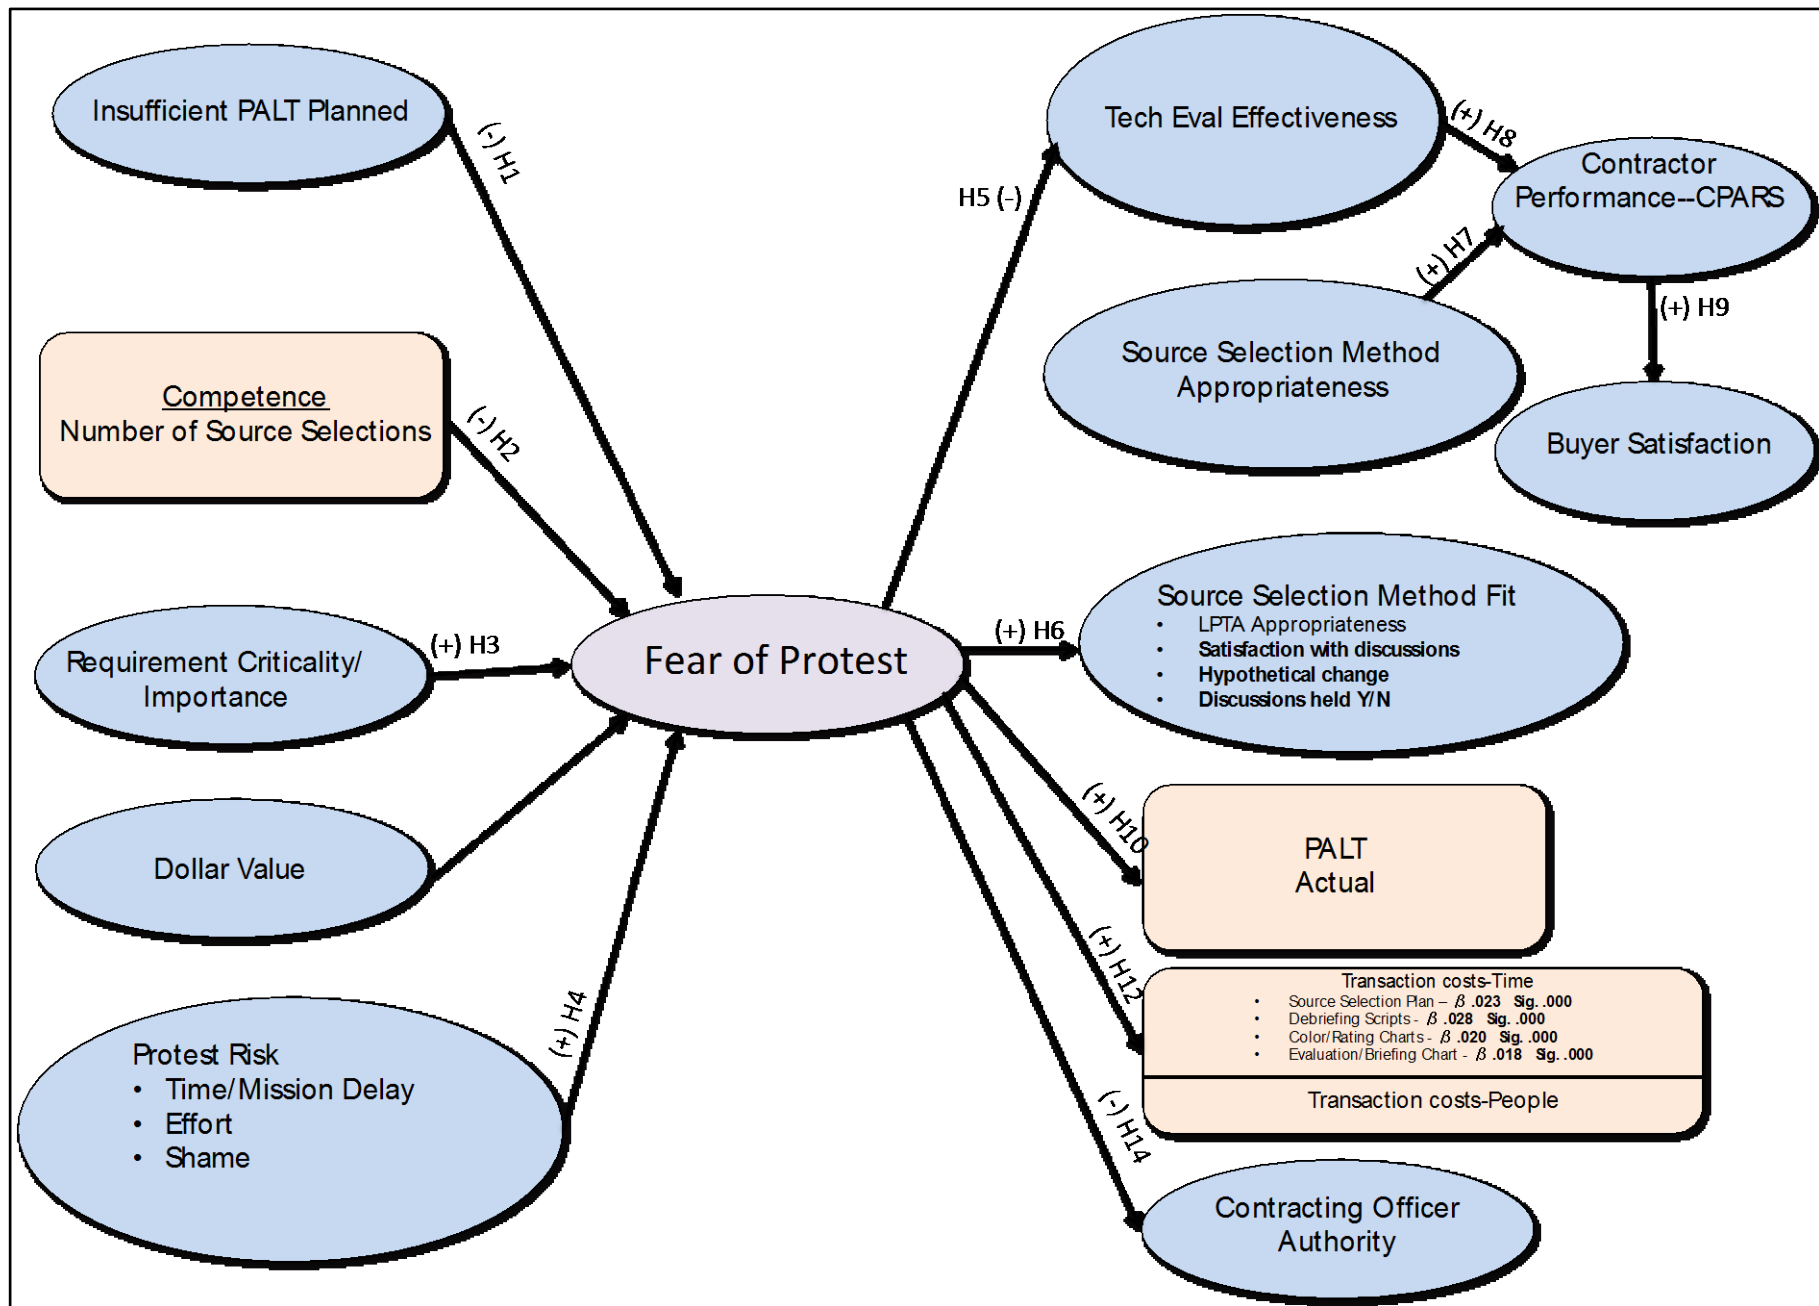 Insufficient PALT Planned
(-) H1
Competence
Number of Source Selections
(-) H2
Requirement Criticality/
Importance
(+) H3
Dollar Value
Protest Risk
• Time/Mission Delay
• Effort
• Shame
(+) H4
Fear of Protest
H5 (-)
Tech Eval Effectiveness
(+) H8
Contractor
Performance--CPARS
(+) H7
Source Selection Method
Appropriateness
(+) H9
Buyer Satisfaction
(+) H6
Source Selection Method Fit
• LPTA Appropriateness
• Satisfaction with discussions
• Hypothetical change
• Discussions held Y/N
(+) H10
PALT
Actual
(+) H12
Transaction costs-Time
• Source Selection Plan – β .023 Sig. .000
• Debriefing Scripts - β .028 Sig. .000
• Color/Rating Charts - β .020 Sig. .000
• Evaluation/Briefing Chart - β .018 Sig. .000
Transaction costs-People
(-) H14
Contracting Officer
Authority